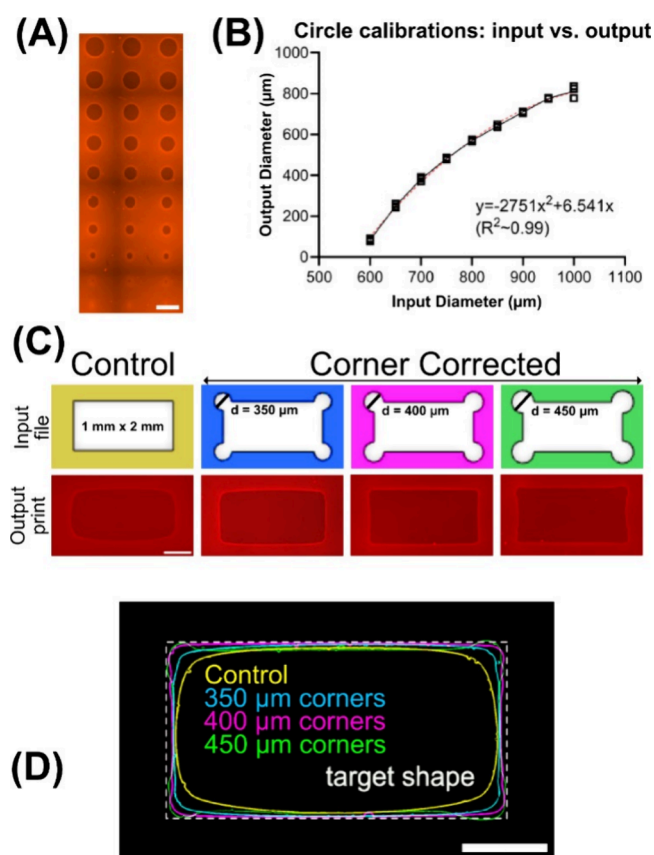 (A)
(B)
Circle calibrations: input vs. output
Output Diameter (µm)
1000
800
600
400
200
0
y=-2751x²+6.541x
(R²~0.99)
500
600
700
800
900
1000
1100
Input Diameter (µm)
(C)
Control
Corner Corrected
Input file
1 mm x 2 mm
d = 350 µm
d = 400 µm
d = 450 µm
Output print
(D)
Control
350 µm corners
400 µm corners
450 µm corners
target shape